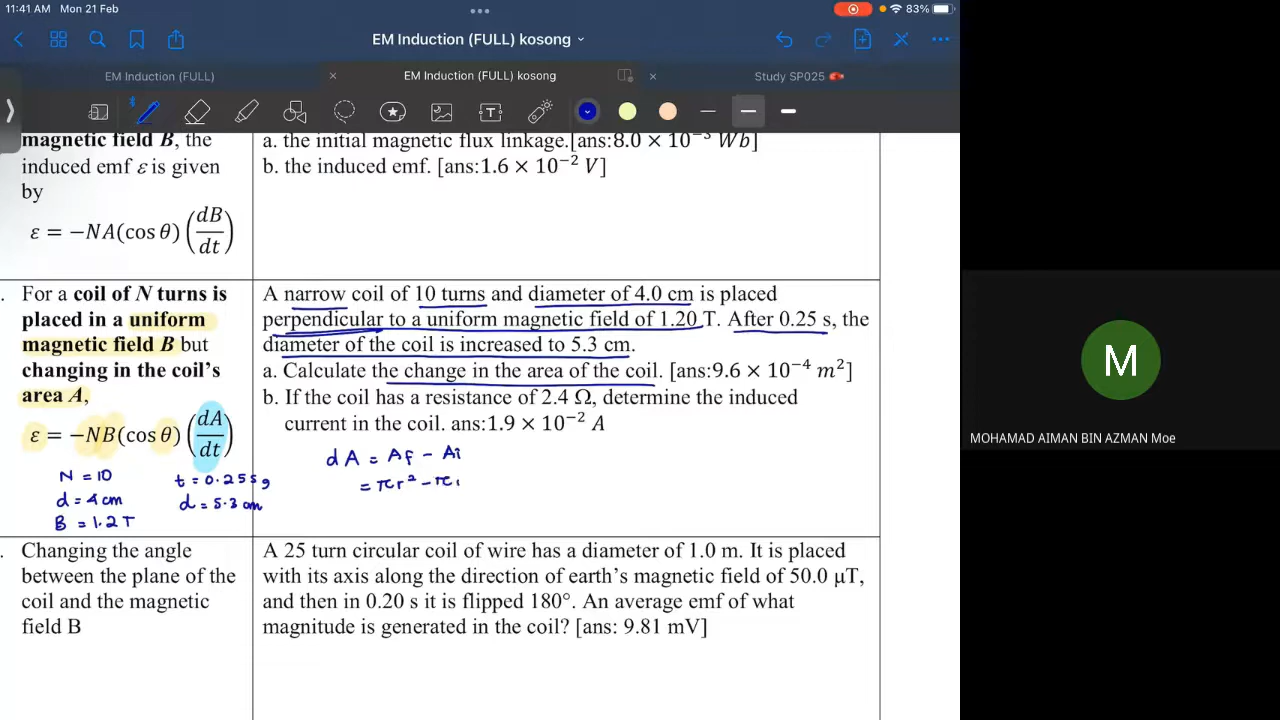 11:41 AM Mon 21 Feb
83%
EM Induction (FULL) kosong
EM Induction (FULL)
EM Induction (FULL) kosong
Study SP025
magnetic field B, the
induced emf ε is given
by
ε = −NA(cos θ) (dB/dt)
a. the initial magnetic flux linkage.[ans:8.0 × 10⁻³ Wb]
b. the induced emf. [ans:1.6 × 10⁻² V]
. For a coil of N turns is
placed in a uniform
magnetic field B but
changing in the coil's
area A,
ε = −NB(cos θ) (dA/dt)
N = 10
d = 4 cm
B = 1.2 T
t = 0.25 s,
d = 5.3 cm
A narrow coil of 10 turns and diameter of 4.0 cm is placed
perpendicular to a uniform magnetic field of 1.20 T. After 0.25 s, the
diameter of the coil is increased to 5.3 cm.
a. Calculate the change in the area of the coil. [ans:9.6 × 10⁻⁴ m²]
b. If the coil has a resistance of 2.4 Ω, determine the induced
current in the coil. ans:1.9 × 10⁻² A
dA = Af − Ai
= πr² − π
. Changing the angle
between the plane of the
coil and the magnetic
field B
A 25 turn circular coil of wire has a diameter of 1.0 m. It is placed
with its axis along the direction of earth's magnetic field of 50.0 μT,
and then in 0.20 s it is flipped 180°. An average emf of what
magnitude is generated in the coil? [ans: 9.81 mV]
M
MOHAMAD AIMAN BIN AZMAN Moe